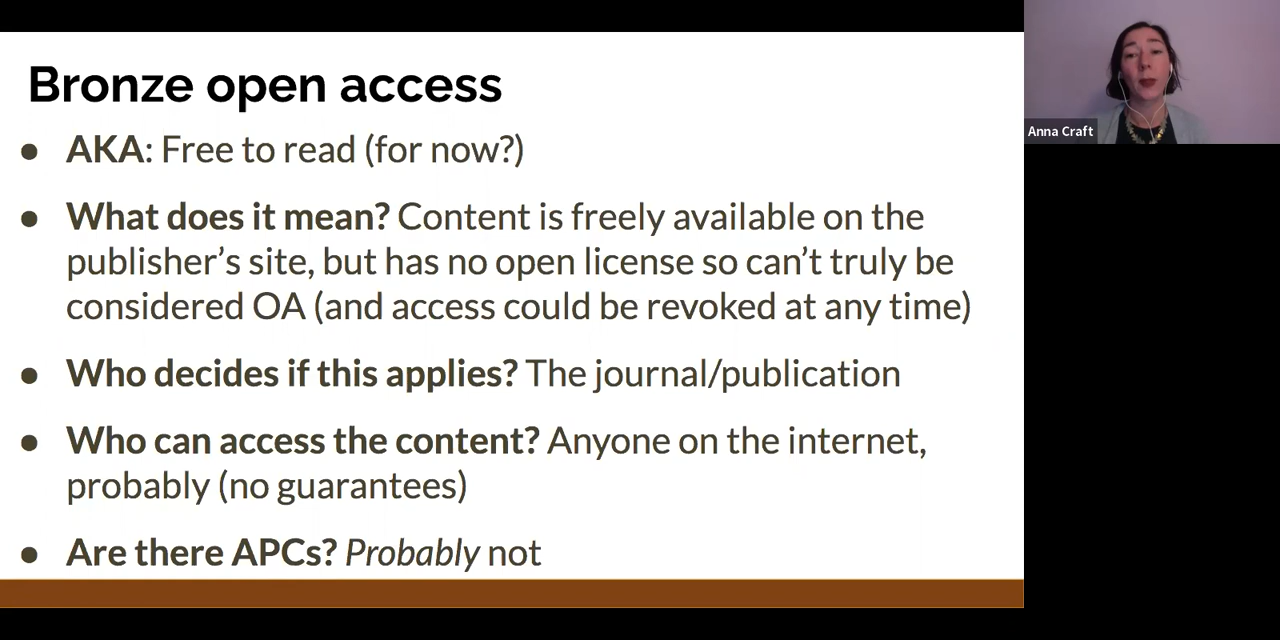 Bronze open access
● AKA: Free to read (for now?)
● What does it mean? Content is freely available on the
publisher’s site, but has no open license so can’t truly be
considered OA (and access could be revoked at any time)
● Who decides if this applies? The journal/publication
● Who can access the content? Anyone on the internet,
probably (no guarantees)
● Are there APCs? Probably not
Anna Craft